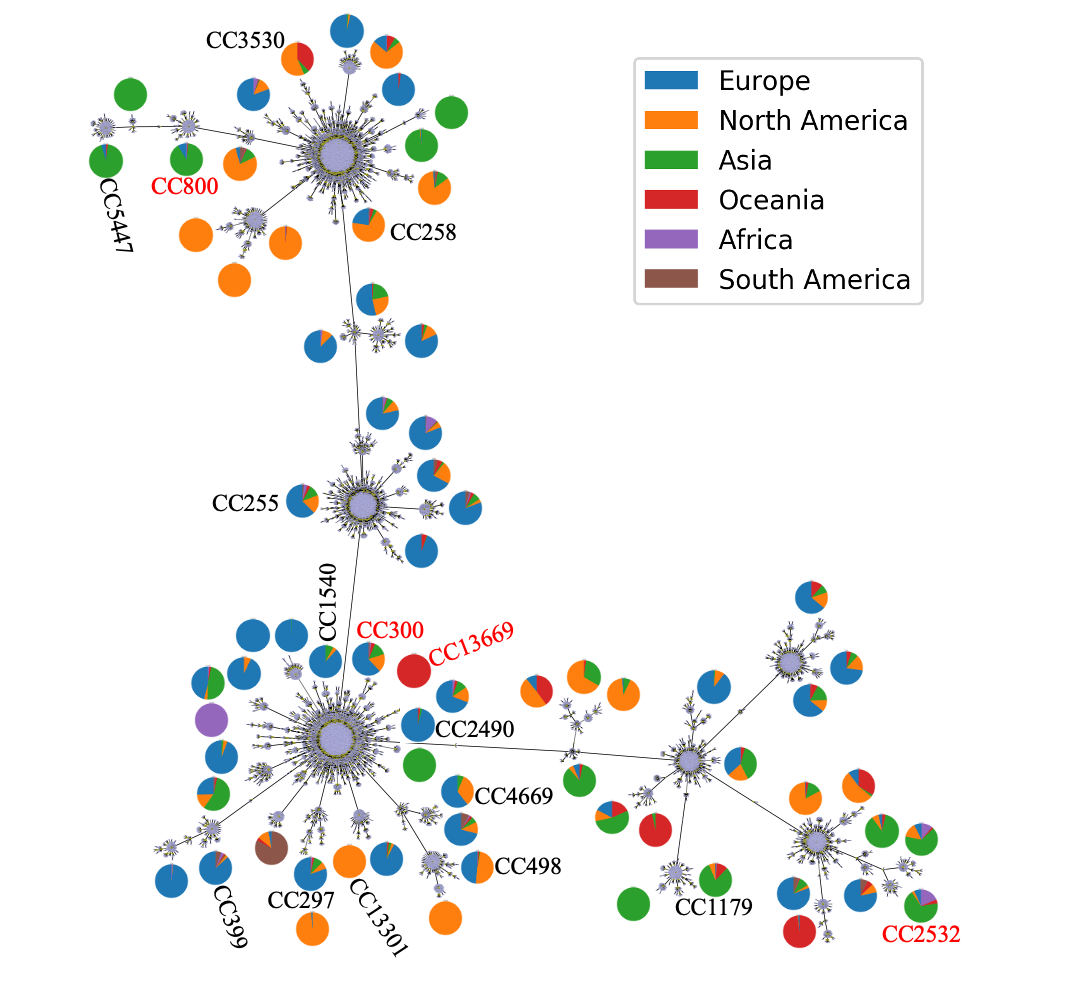 CC3530
Europe
North America
Asia
Oceania
Africa
South America
CC800
CC5447
CC258
CC255
CC1540
CC300
CC13669
CC2490
CC4669
CC498
CC297
CC399
CC13301
CC1179
CC2532